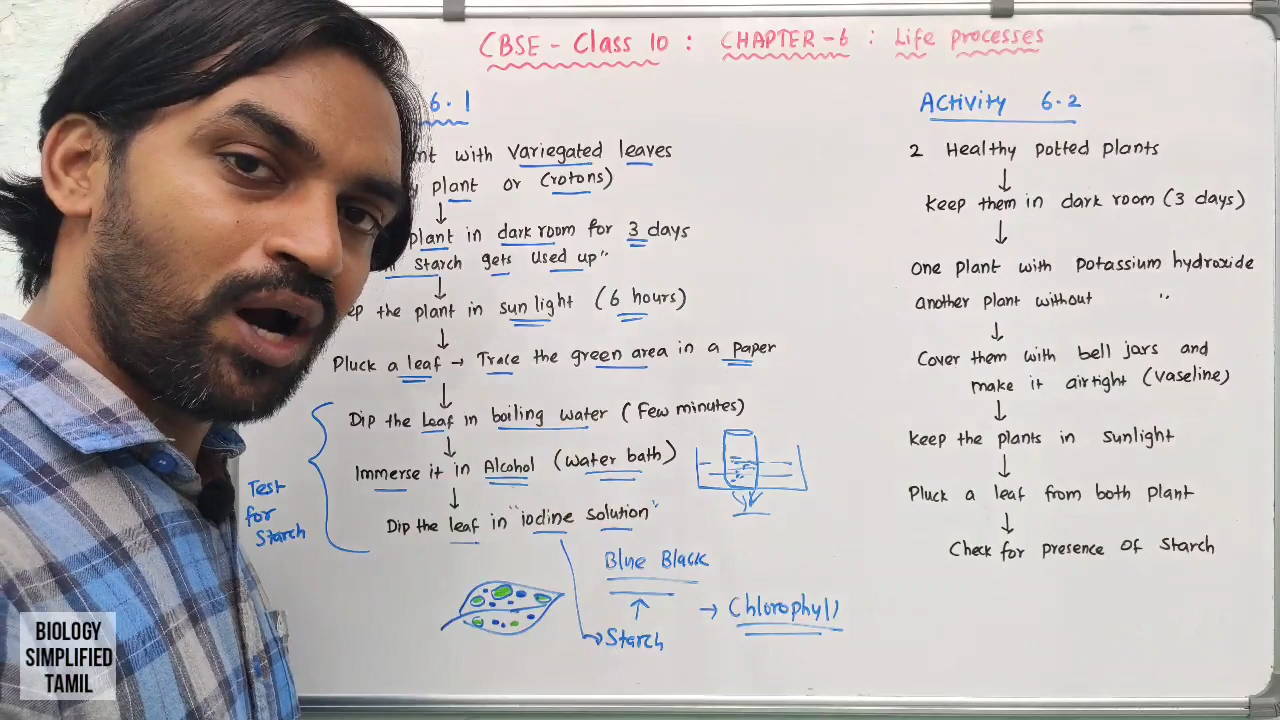 CBSE - Class 10 : CHAPTER-6 : Life processes
6.1
with variegated leaves
plant or (rotons)
plant in dark room for 3 days
Starch gets used up"
the plant in sun light (6 hours)
Pluck a leaf → Trace the green area in a paper
Dip the leaf in boiling water (Few minutes)
Immerse it in Alcohol (water bath)
Dip the leaf in "iodine solution"
Test
for
Starch
Blue Black
→ Chlorophyll
Starch
Activity 6.2
2 Healthy potted plants
Keep them in dark room (3 days)
One plant with Potassium hydroxide
another plant without "
Cover them with bell jars and
make it airtight (vaseline)
Keep the plants in sunlight
Pluck a leaf from both plant
Check for presence of starch
BIOLOGY
SIMPLIFIED
TAMIL